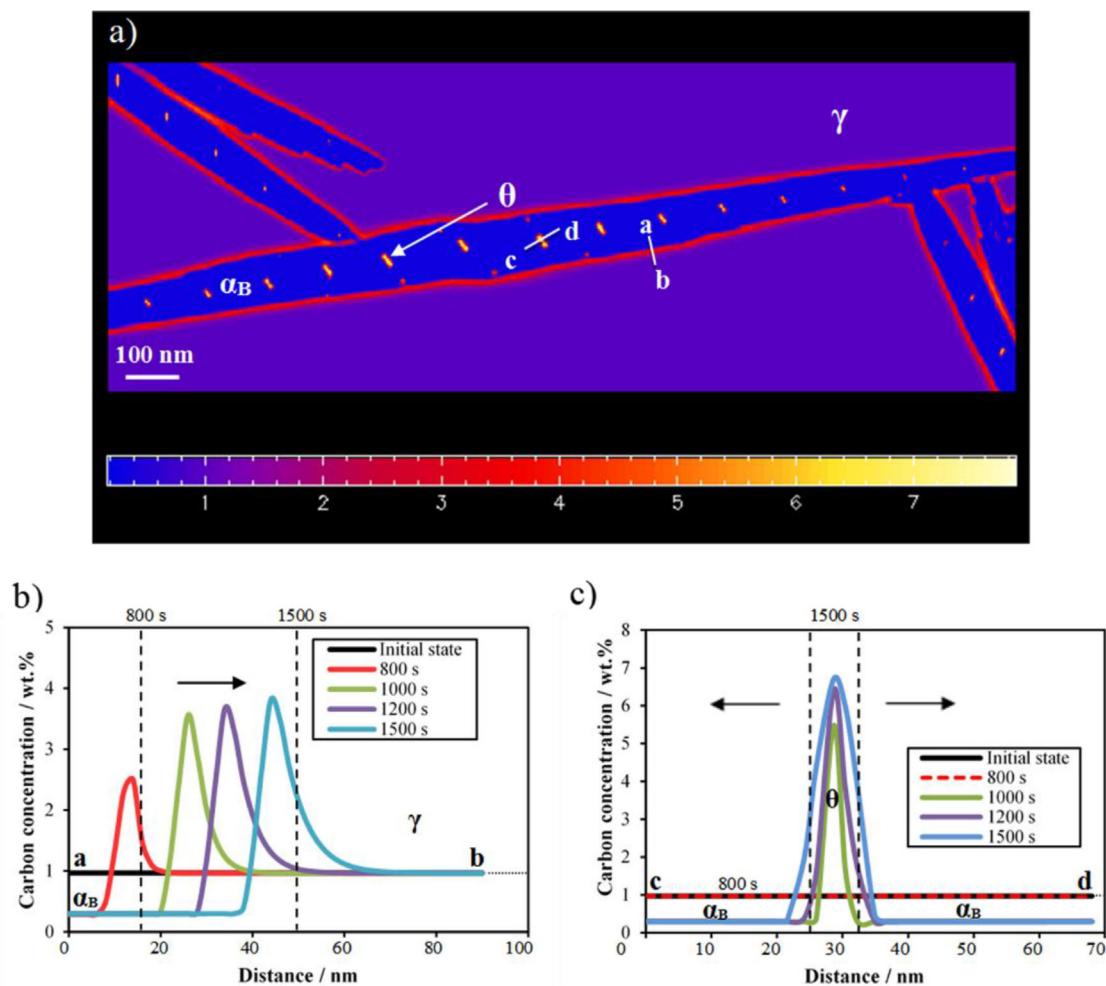 a)
γ
θ
d
a
c
b
αB
100 nm
1 2 3 4 5 6 7
b)
800 s 1500 s
Carbon concentration / wt.%
5
4
3
2
1
0
Initial state
800 s
1000 s
1200 s
1500 s
γ
a b
αB
0 20 40 60 80 100
Distance / nm
c)
1500 s
Carbon concentration / wt.%
8
7
6
5
4
3
2
1
0
Initial state
800 s
1000 s
1200 s
1500 s
θ
c 800 s d
αB αB
0 10 20 30 40 50 60 70
Distance / nm